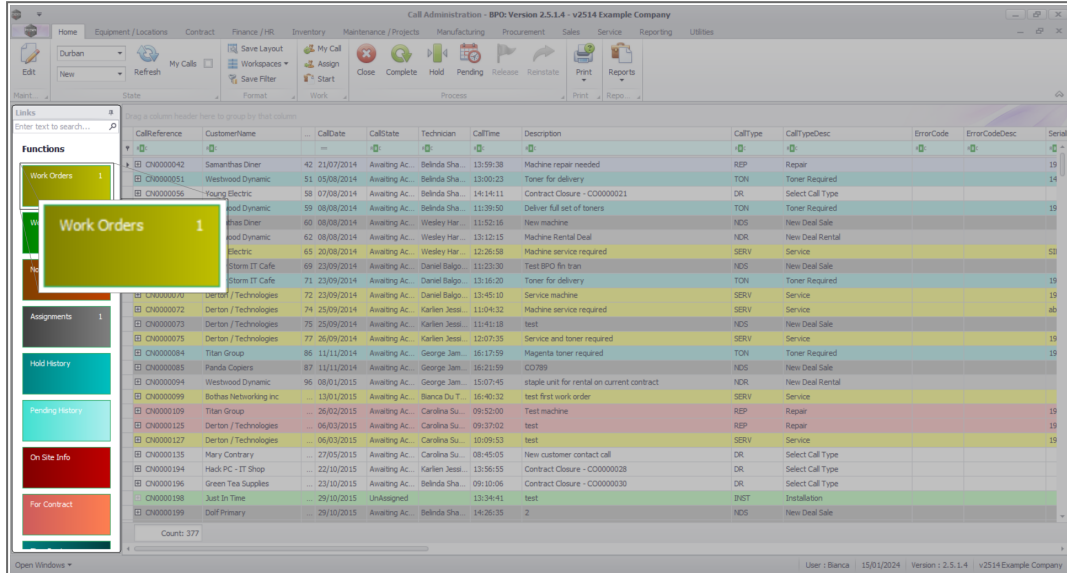 Call Administration - BPO: Version 2.5.1.4 - v2514 Example Company
Home Equipment / Locations Contract Finance / HR Inventory Maintenance / Projects Manufacturing Procurement Sales Service Reporting Utilities
Edit Durban New Refresh My Calls Save Layout Workspaces Save Filter My Call Assign Start Close Complete Hold Pending Release Reinstate Print Reports
Maint... State Format Work Process Print Repo...
Links
Drag a column header here to group by that column
Enter text to search...
CallReference CustomerName ... CallDate CallState Technician CallTime Description CallType CallTypeDesc ErrorCode ErrorCodeDesc Serial
Functions
Work Orders 1
Work Orders 1
Assignments 1
Hold History
Pending History
On Site Info
For Contract
CN0000042 Samanthas Diner 42 21/07/2014 Awaiting Ac... Belinda Sha... 13:59:38 Machine repair needed REP Repair 19
CN0000051 Westwood Dynamic 51 05/08/2014 Awaiting Ac... Belinda Sha... 13:00:23 Toner for delivery TON Toner Required 14
CN0000056 Young Electric 58 07/08/2014 Awaiting Ac... Belinda Sha... 14:14:11 Contract Closure - CO0000021 DR Select Call Type
ood Dynamic 59 08/08/2014 Awaiting Ac... Belinda Sha... 11:39:50 Deliver full set of toners TON Toner Required 19
thas Diner 60 08/08/2014 Awaiting Ac... Wesley Har... 11:52:16 New machine NDS New Deal Sale
ood Dynamic 62 08/08/2014 Awaiting Ac... Wesley Har... 13:12:15 Machine Rental Deal NDR New Deal Rental
Electric 65 20/08/2014 Awaiting Ac... Wesley Har... 12:26:58 Machine service required SERV Service SI
Storm IT Cafe 69 23/09/2014 Awaiting Ac... Daniel Balgo... 11:23:30 Test BPO fin tran NDS New Deal Sale
Storm IT Cafe 71 23/09/2014 Awaiting Ac... Daniel Balgo... 13:16:20 Toner for delivery TON Toner Required 19
CN0000070 Derton / Technologies 72 23/09/2014 Awaiting Ac... Daniel Balgo... 13:45:10 Service machine SERV Service 19
CN0000072 Derton / Technologies 74 25/09/2014 Awaiting Ac... Karlien Jessi... 11:04:32 Machine service required SERV Service ab
CN0000073 Derton / Technologies 75 25/09/2014 Awaiting Ac... Karlien Jessi... 11:41:18 test NDS New Deal Sale
CN0000075 Derton / Technologies 77 26/09/2014 Awaiting Ac... Karlien Jessi... 12:07:35 Service and toner required SERV Service 19
CN0000084 Titan Group 86 11/11/2014 Awaiting Ac... George Jam... 16:17:59 Magenta toner required TON Toner Required 19
CN0000085 Panda Copiers 87 11/11/2014 Awaiting Ac... George Jam... 16:21:59 CO789 NDS New Deal Sale
CN0000094 Westwood Dynamic 96 08/01/2015 Awaiting Ac... George Jam... 15:07:45 staple unit for rental on current contract NDR New Deal Rental
CN0000099 Bothas Networking inc ... 13/01/2015 Awaiting Ac... Bianca Du T... 16:40:32 test first work order SERV Service
CN0000109 Titan Group ... 26/02/2015 Awaiting Ac... Carolina Su... 09:52:00 Test machine REP Repair 19
CN0000125 Derton / Technologies ... 06/03/2015 Awaiting Ac... Carolina Su... 09:37:02 test REP Repair 19
CN0000127 Derton / Technologies ... 06/03/2015 Awaiting Ac... Carolina Su... 10:09:53 test SERV Service 19
CN0000135 Mary Contrary ... 27/05/2015 Awaiting Ac... Carolina Su... 08:45:05 New customer contact call DR Select Call Type
CN0000194 Hack PC - IT Shop ... 22/10/2015 Awaiting Ac... Karlien Jessi... 13:56:55 Contract Closure - CO0000028 DR Select Call Type
CN0000196 Green Tea Supplies ... 23/10/2015 Awaiting Ac... Belinda Sha... 09:10:06 Contract Closure - CO0000030 DR Select Call Type
CN0000198 Just In Time ... 29/10/2015 UnAssigned 13:34:41 test INST Installation
CN0000199 Dolf Primary ... 29/10/2015 Awaiting Ac... Belinda Sha... 14:26:35 2 NDS New Deal Sale
Count: 377
Open Windows User : Bianca 15/01/2024 Version : 2.5.1.4 v2514 Example Company